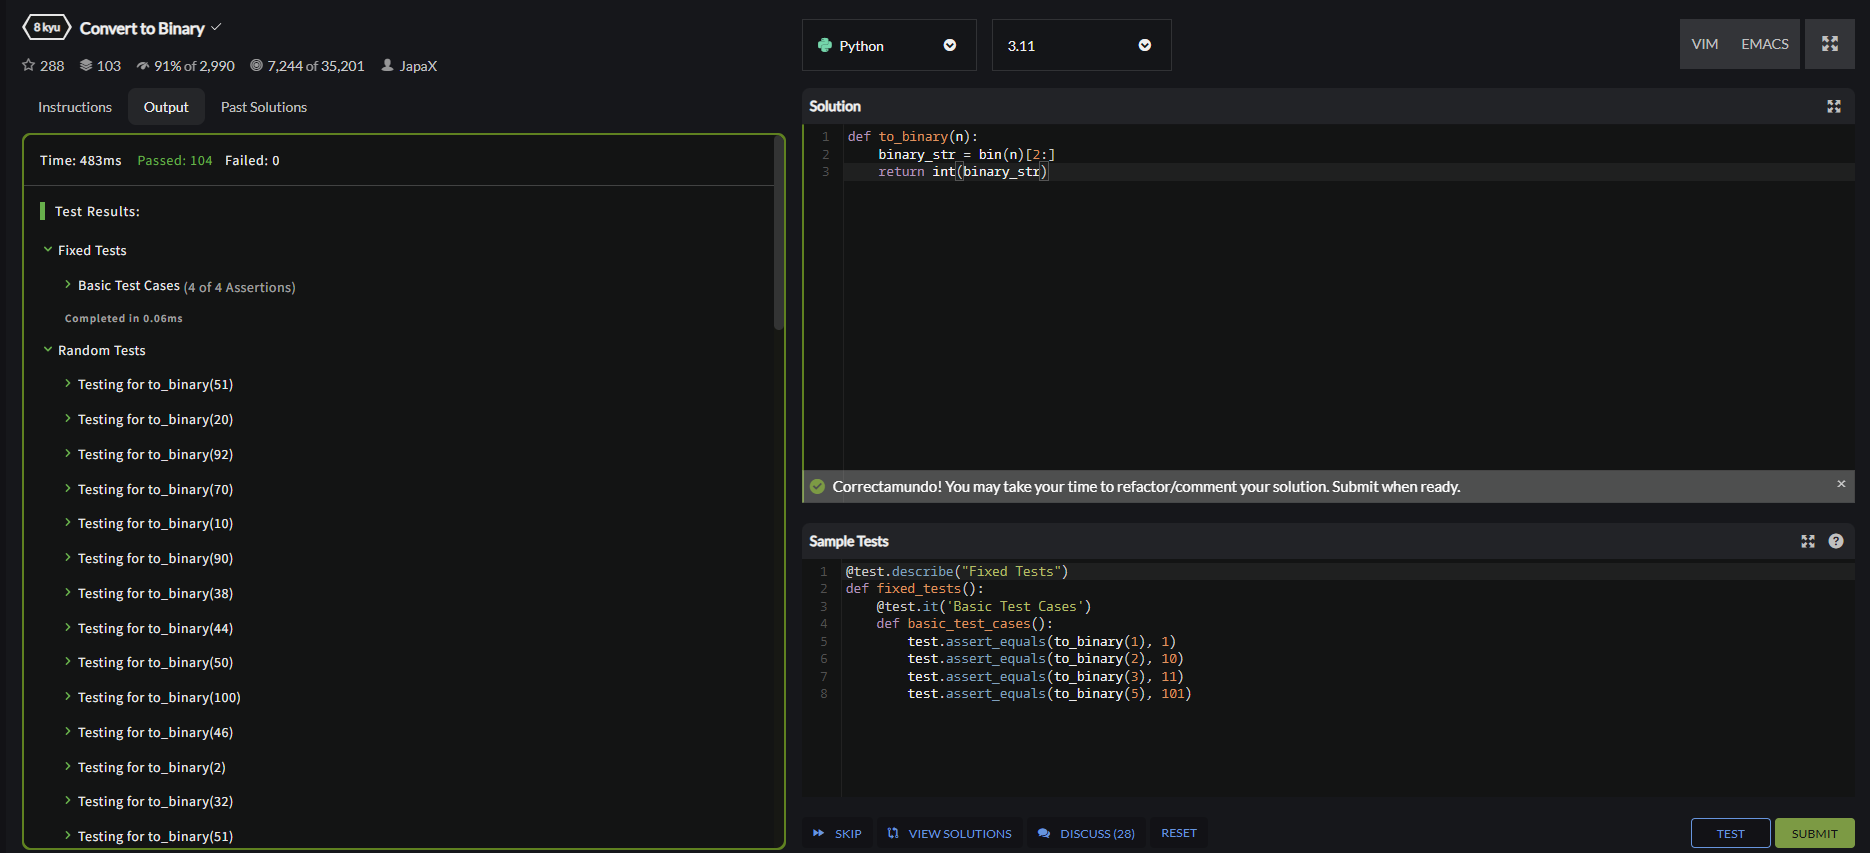 8 kyu Convert to Binary
288 103 91% of 2,990 7,244 of 35,201 JapaX
Instructions Output Past Solutions
Time: 483ms Passed: 104 Failed: 0
Test Results:
Fixed Tests
Basic Test Cases (4 of 4 Assertions)
Completed in 0.06ms
Random Tests
Testing for to_binary(51)
Testing for to_binary(20)
Testing for to_binary(92)
Testing for to_binary(70)
Testing for to_binary(10)
Testing for to_binary(90)
Testing for to_binary(38)
Testing for to_binary(44)
Testing for to_binary(50)
Testing for to_binary(100)
Testing for to_binary(46)
Testing for to_binary(2)
Testing for to_binary(32)
Testing for to_binary(51)
Python 3.11 VIM EMACS
Solution
1 def to_binary(n):
2     binary_str = bin(n)[2:]
3     return int(binary_str)
Correctamundo! You may take your time to refactor/comment your solution. Submit when ready. ×
Sample Tests ?
1 @test.describe("Fixed Tests")
2 def fixed_tests():
3     @test.it('Basic Test Cases')
4     def basic_test_cases():
5         test.assert_equals(to_binary(1), 1)
6         test.assert_equals(to_binary(2), 10)
7         test.assert_equals(to_binary(3), 11)
8         test.assert_equals(to_binary(5), 101)
SKIP VIEW SOLUTIONS DISCUSS (28) RESET TEST SUBMIT